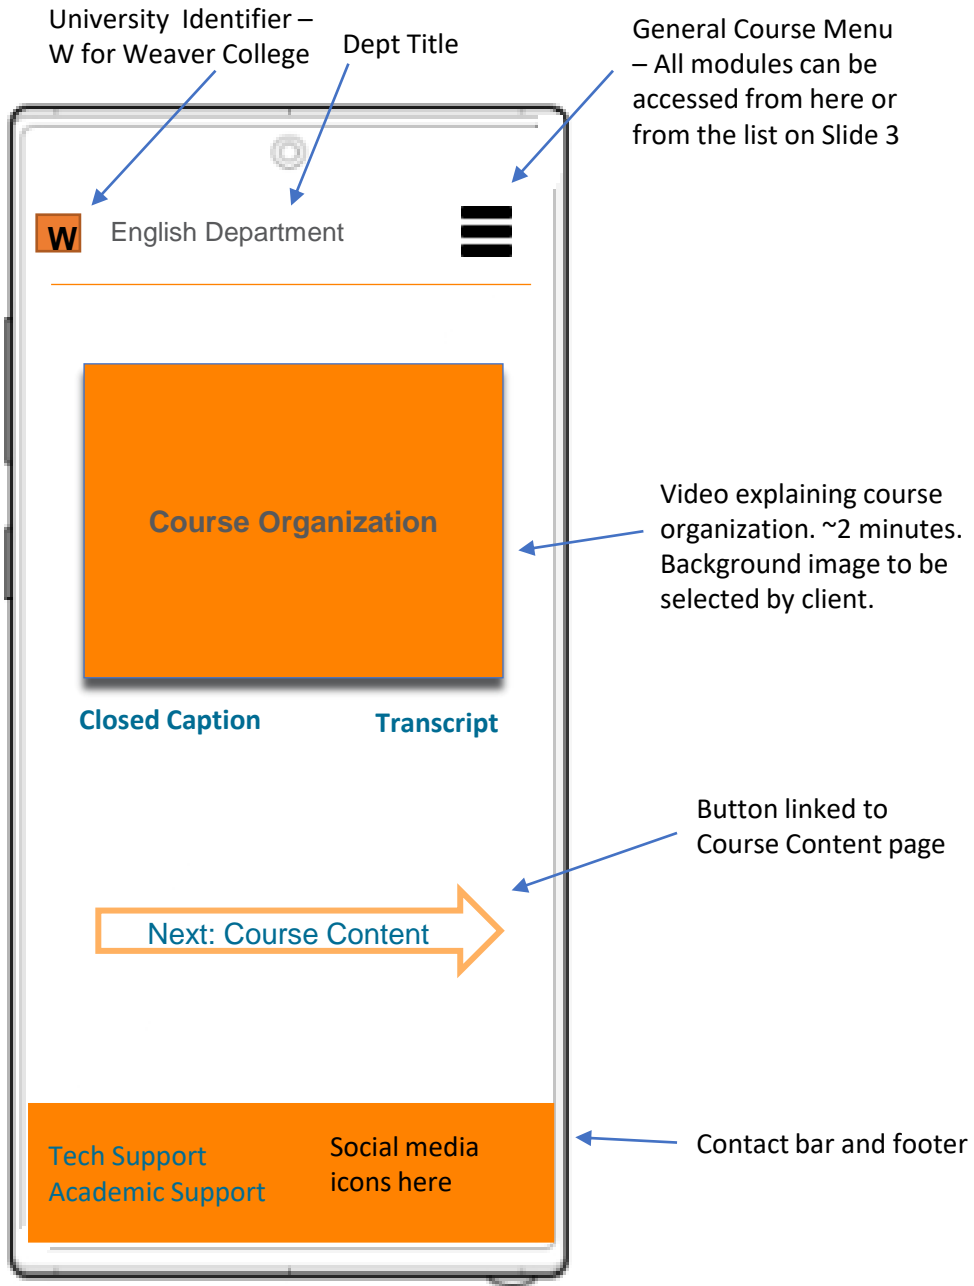 University Identifier –
W for Weaver College
Dept Title
General Course Menu
– All modules can be
accessed from here or
from the list on Slide 3
W
English Department
Course Organization
Video explaining course
organization. ~2 minutes.
Background image to be
selected by client.
Closed Caption
Transcript
Button linked to
Course Content page
Next: Course Content
Tech Support
Academic Support
Social media
icons here
Contact bar and footer